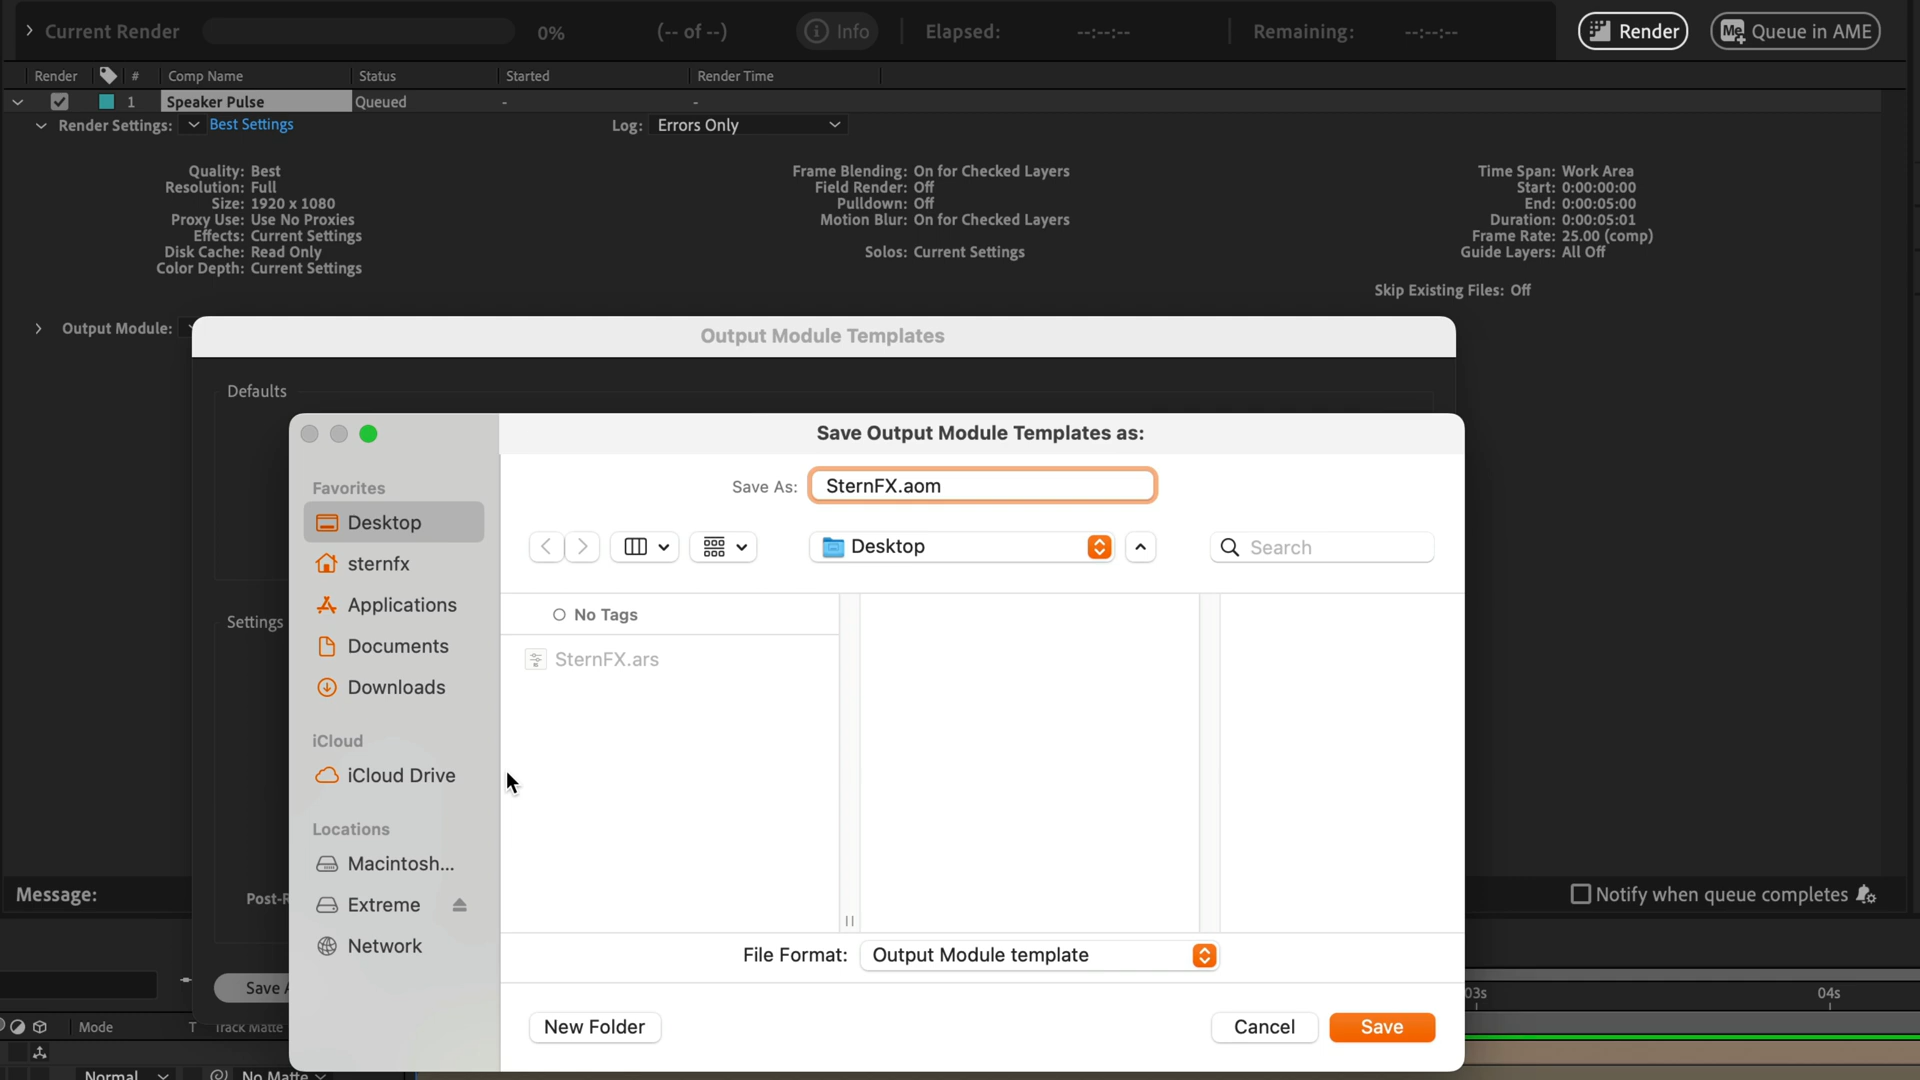 Current Render 0% (-- of --) Info Elapsed: --:--:-- Remaining: --:--:-- Render Me Queue in AME
Render # Comp Name Status Started Render Time
1 Speaker Pulse Queued - -
Render Settings: Best Settings Log: Errors Only
Quality: Best Frame Blending: On for Checked Layers Time Span: Work Area
Resolution: Full Field Render: Off Start: 0:00:00:00
Size: 1920 x 1080 Pulldown: Off End: 0:00:05:00
Proxy Use: Use No Proxies Motion Blur: On for Checked Layers Duration: 0:00:05:01
Effects: Current Settings Frame Rate: 25.00 (comp)
Disk Cache: Read Only Solos: Current Settings Guide Layers: All Off
Color Depth: Current Settings
Skip Existing Files: Off
Output Module:
Output Module Templates
Defaults
Save Output Module Templates as:
Save As: SternFX.aom
Favorites
Desktop
sternfx
Applications
Documents
Downloads
iCloud
iCloud Drive
Locations
Macintosh...
Extreme
Network
Desktop Search
No Tags
SternFX.ars
Settings
Message: Notify when queue completes
Post-R
File Format: Output Module template
Save A
New Folder Cancel Save
03s 04s
Mode T Track Matte
Normal No Matte